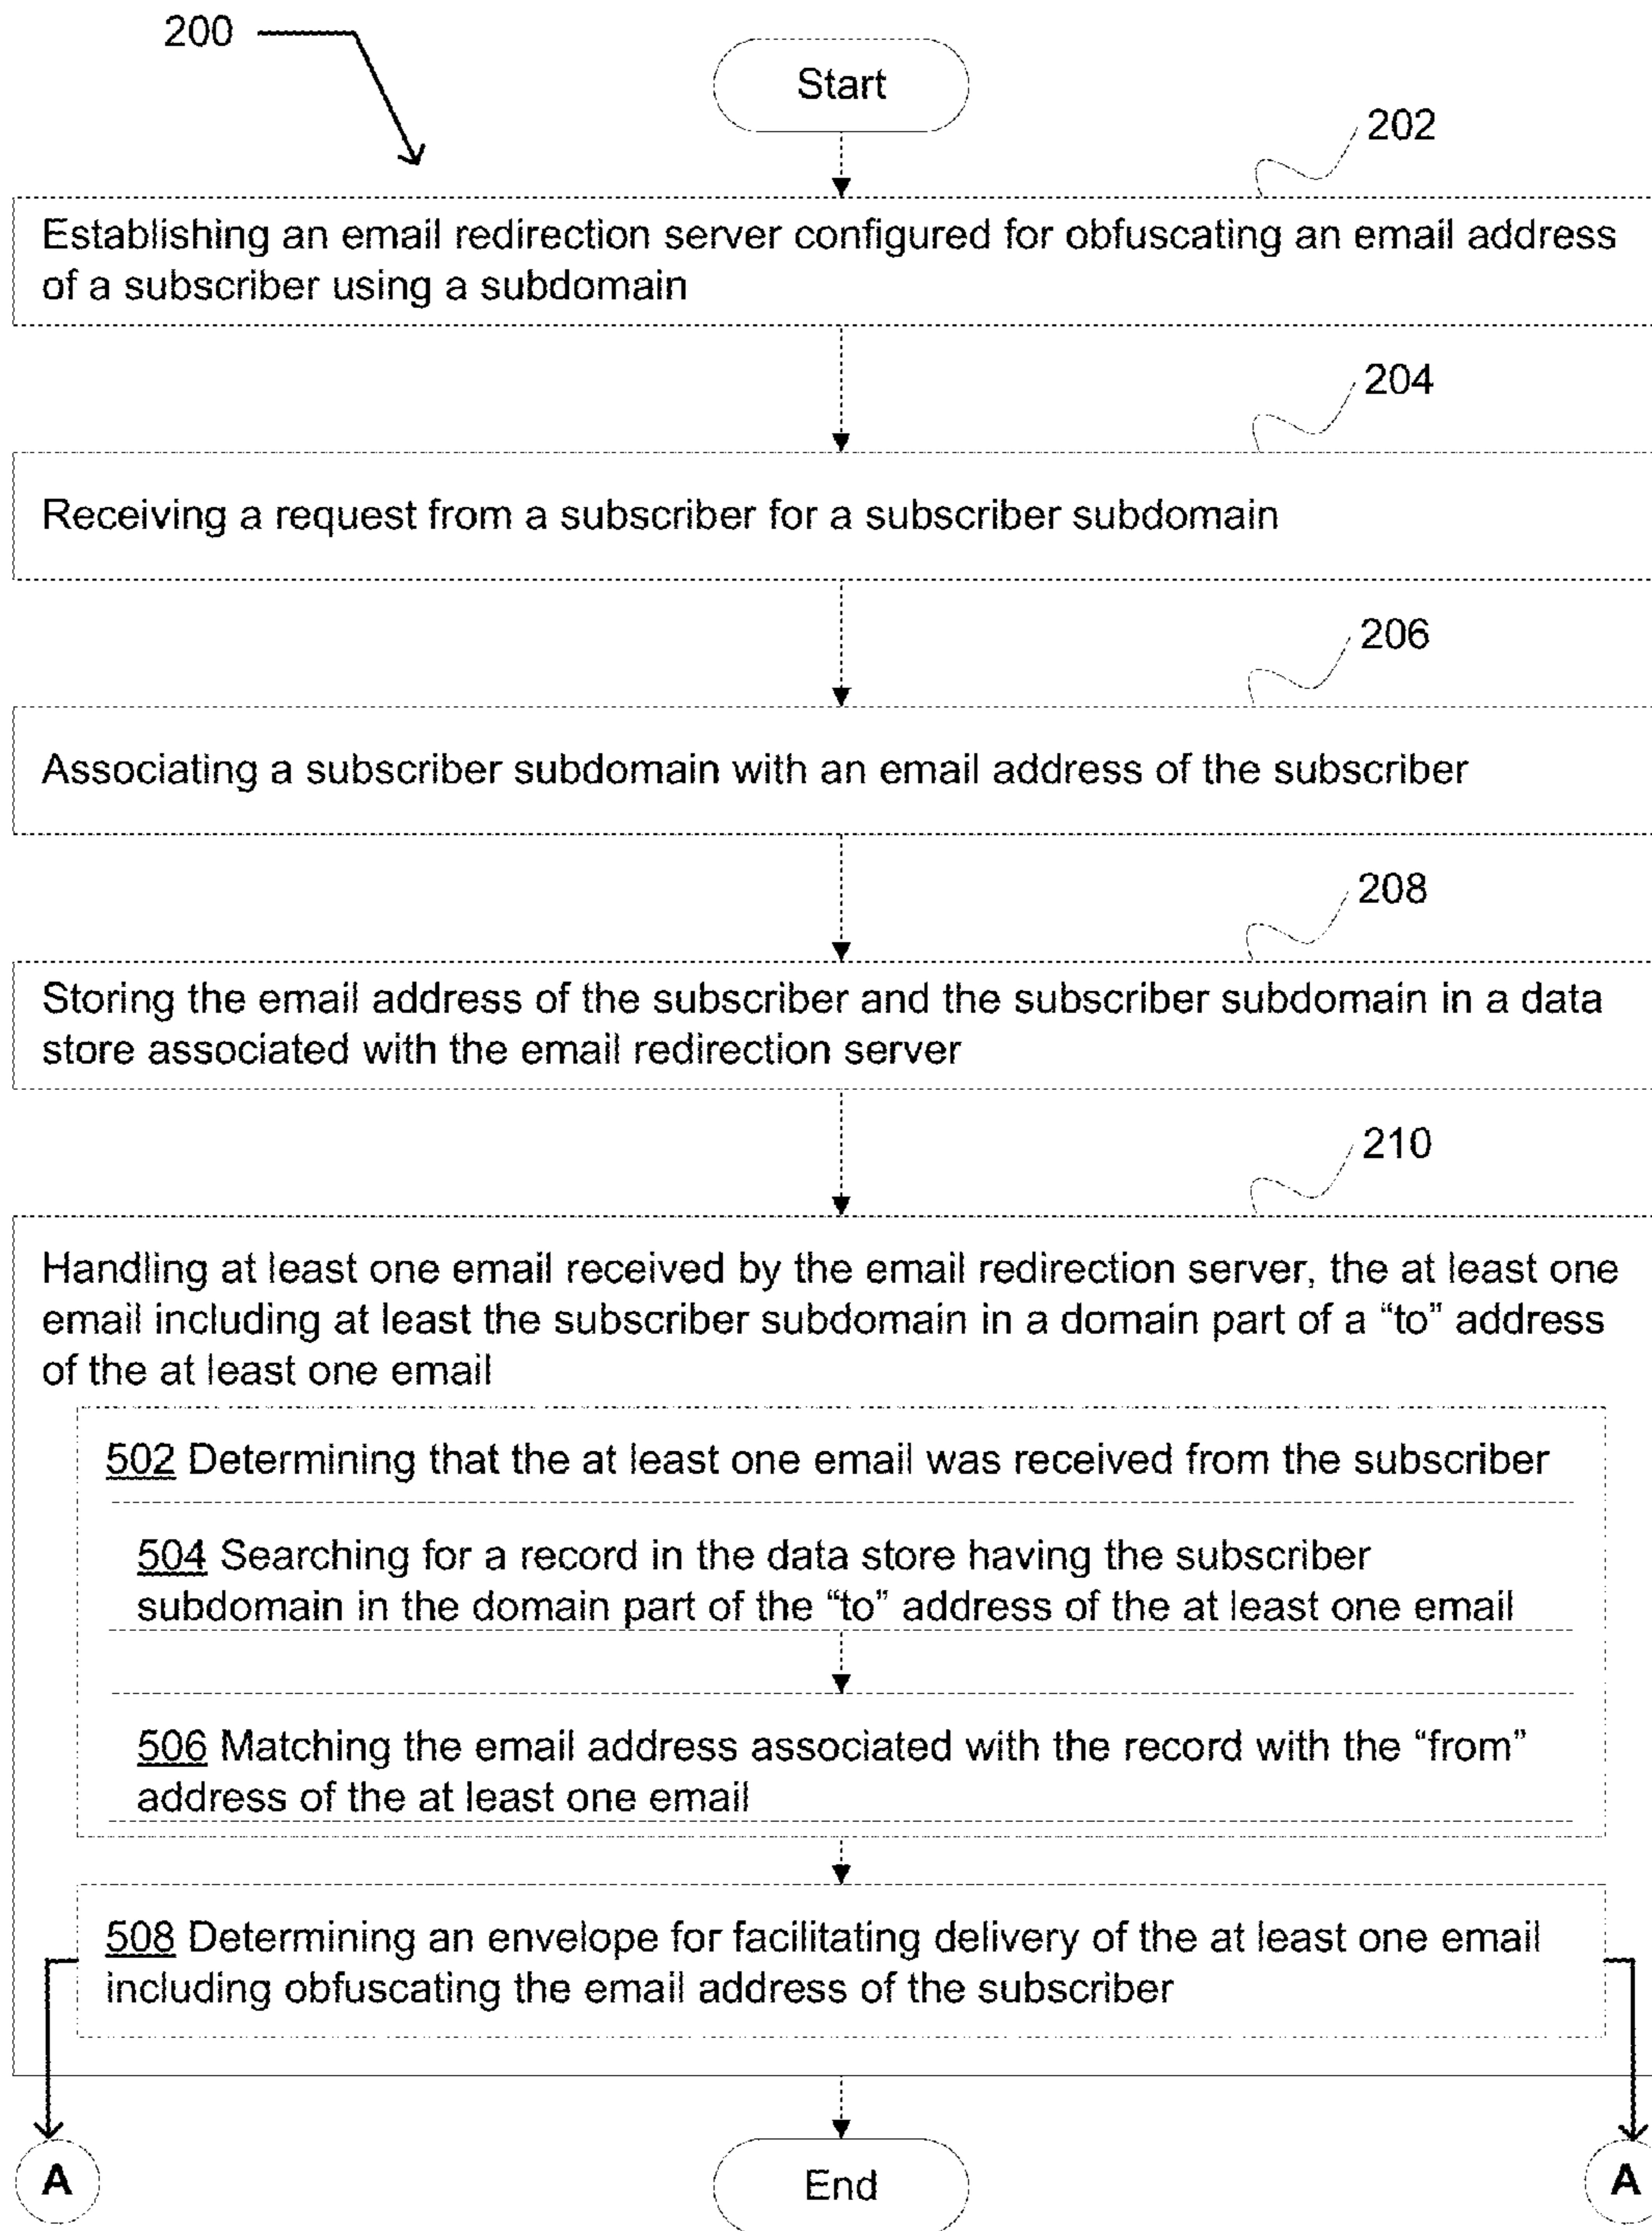 200
Start
202
Establishing an email redirection server configured for obfuscating an email address
of a subscriber using a subdomain
204
Receiving a request from a subscriber for a subscriber subdomain
206
Associating a subscriber subdomain with an email address of the subscriber
208
Storing the email address of the subscriber and the subscriber subdomain in a data
store associated with the email redirection server
210
Handling at least one email received by the email redirection server, the at least one
email including at least the subscriber subdomain in a domain part of a “to” address
of the at least one email
502 Determining that the at least one email was received from the subscriber
504 Searching for a record in the data store having the subscriber
subdomain in the domain part of the “to” address of the at least one email
506 Matching the email address associated with the record with the “from”
address of the at least one email
508 Determining an envelope for facilitating delivery of the at least one email
including obfuscating the email address of the subscriber
A
End
A